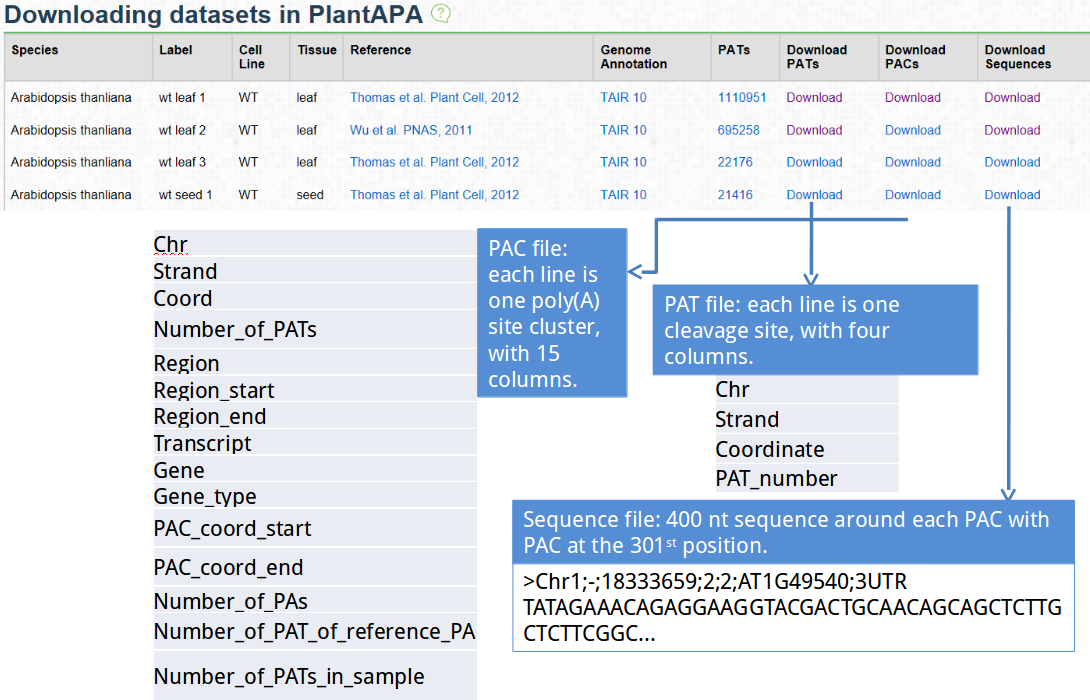 Downloading datasets in PlantAPA ?
Species Label Cell Line Tissue Reference Genome Annotation PATs Download PATs Download PACs Download Sequences
Arabidopsis thanliana wt leaf 1 WT leaf Thomas et al. Plant Cell, 2012 TAIR 10 1110951 Download Download Download
Arabidopsis thanliana wt leaf 2 WT leaf Wu et al. PNAS, 2011 TAIR 10 695258 Download Download Download
Arabidopsis thanliana wt leaf 3 WT leaf Thomas et al. Plant Cell, 2012 TAIR 10 22176 Download Download Download
Arabidopsis thanliana wt seed 1 WT seed Thomas et al. Plant Cell, 2012 TAIR 10 21416 Download Download Download
Chr
Strand
Coord
Number_of_PATs
Region
Region_start
Region_end
Transcript
Gene
Gene_type
PAC_coord_start
PAC_coord_end
Number_of_PAs
Number_of_PAT_of_reference_PA
Number_of_PATs_in_sample
PAC file:
each line is
one poly(A)
site cluster,
with 15
columns.
PAT file: each line is one
cleavage site, with four
columns.
Chr
Strand
Coordinate
PAT_number
Sequence file: 400 nt sequence around each PAC with
PAC at the 301st position.
>Chr1;-;18333659;2;2;AT1G49540;3UTR
TATAGAAACAGAGGAAGGTACGACTGCAACAGCAGCTCTTG
CTCTTCGGC...